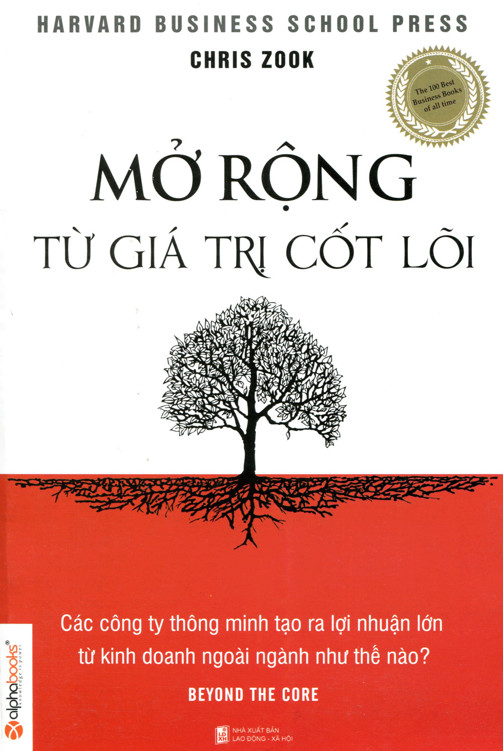 HARVARD BUSINESS SCHOOL PRESS
CHRIS ZOOK
The 100 Best
Business Books
of all time
MỞ RỘNG
TỪ GIÁ TRỊ CỐT LÕI
Các công ty thông minh tạo ra lợi nhuận lớn
từ kinh doanh ngoài ngành như thế nào?
BEYOND THE CORE
alphabooks®
NHÀ XUẤT BẢN
LAO ĐỘNG - XÃ HỘI